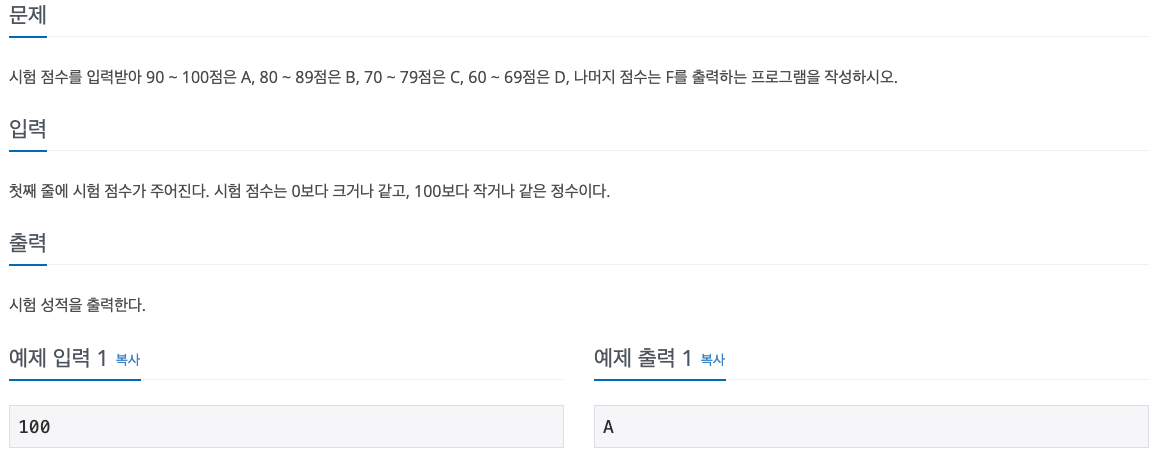 문제
시험 점수를 입력받아 90 ~ 100점은 A, 80 ~ 89점은 B, 70 ~ 79점은 C, 60 ~ 69점은 D, 나머지 점수는 F를 출력하는 프로그램을 작성하시오.
입력
첫째 줄에 시험 점수가 주어진다. 시험 점수는 0보다 크거나 같고, 100보다 작거나 같은 정수이다.
출력
시험 성적을 출력한다.
예제 입력 1 복사
100
예제 출력 1 복사
A